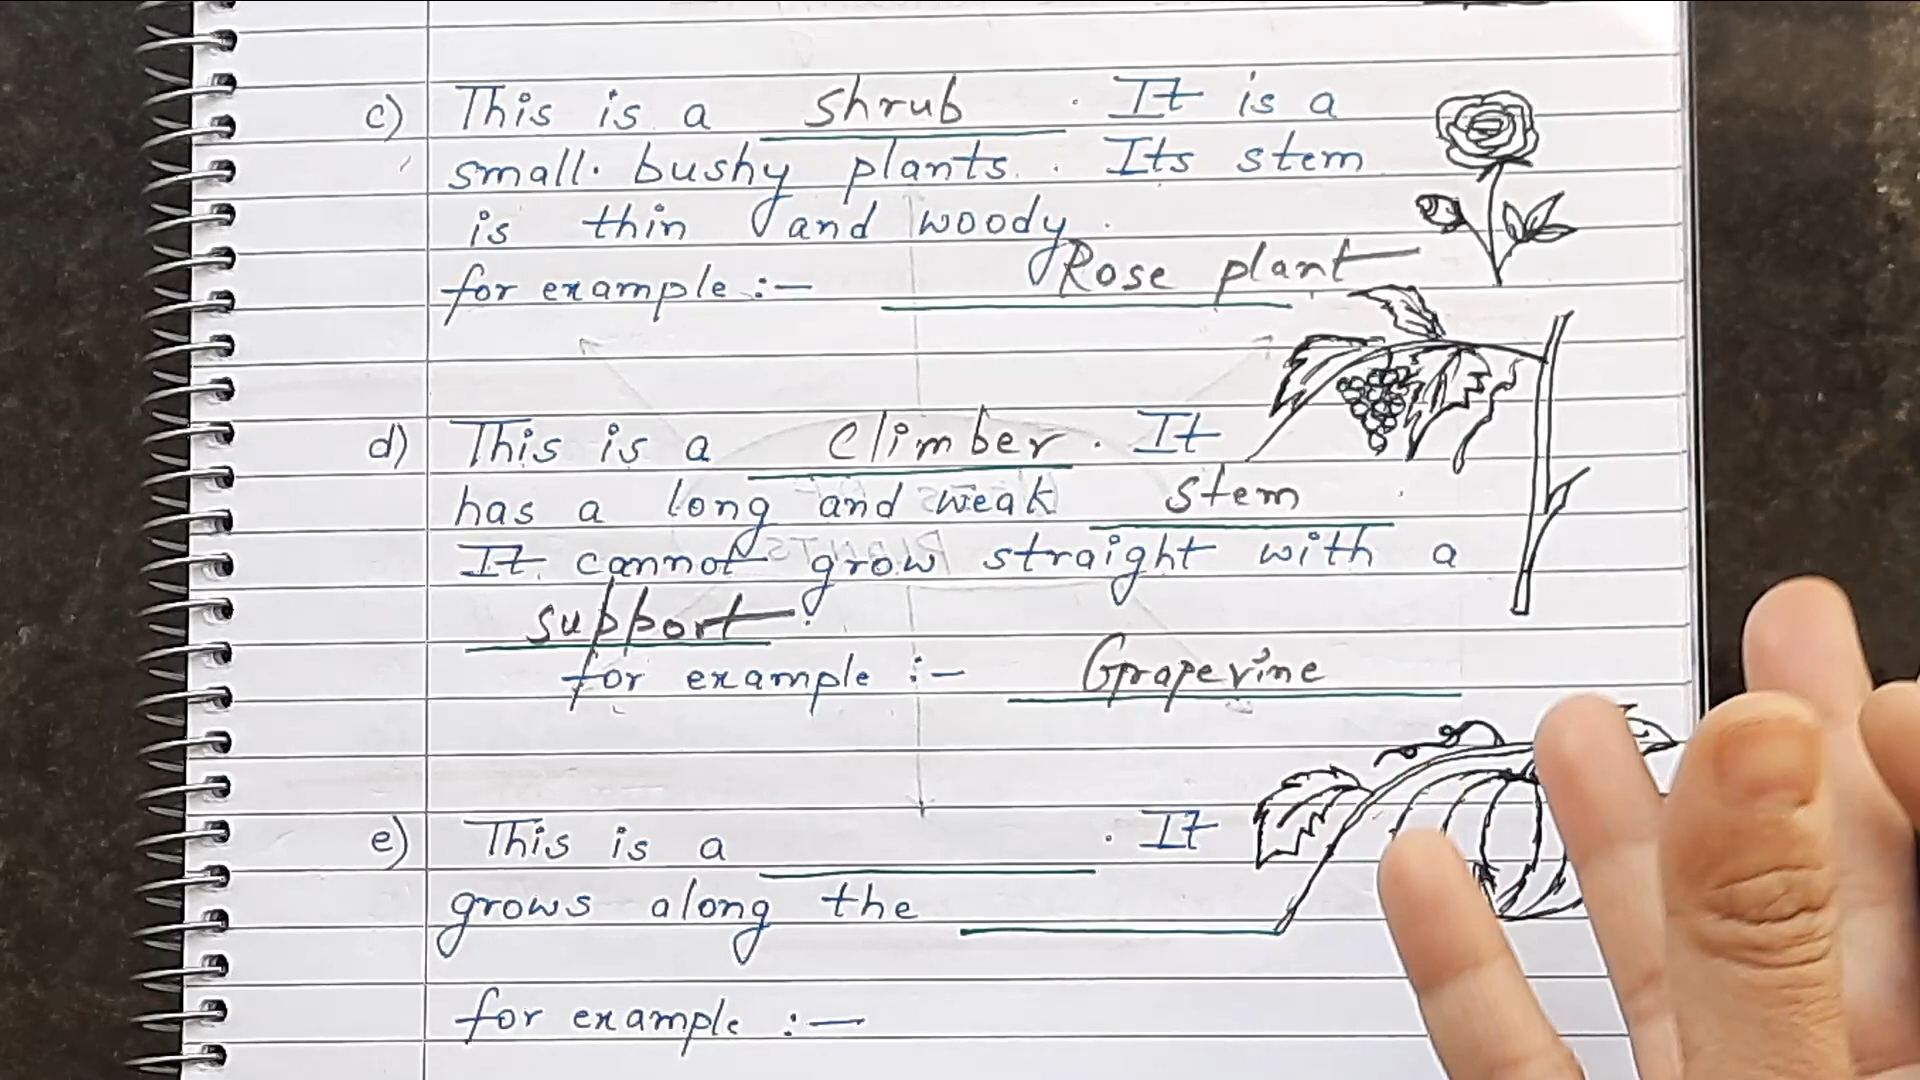 c) This is a shrub . It is a
small. bushy plants. Its stem
is thin and woody.
for example :- Rose plant
d) This is a climber . It
has a long and weak stem .
It cannot grow straight with a
support .
for example :- Grapevine
e) This is a ________ . It
grows along the ________
for example :-